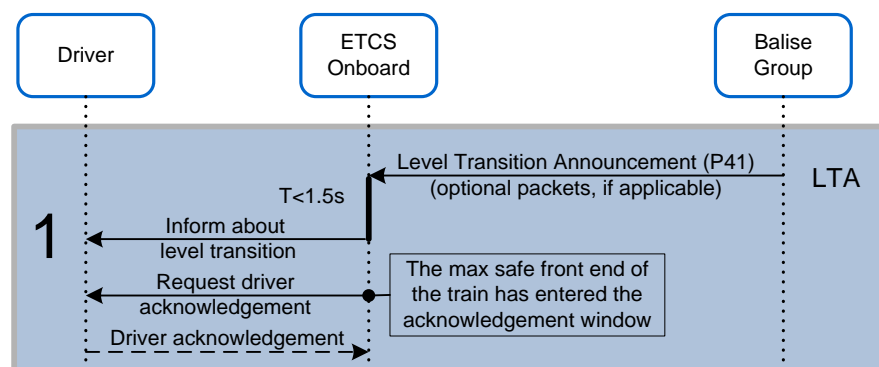 Driver
ETCS
Onboard
Balise
Group
Level Transition Announcement (P41)
(optional packets, if applicable)
LTA
T<1.5s
1
Inform about
level transition
Request driver
acknowledgement
The max safe front end of
the train has entered the
acknowledgement window
Driver acknowledgement